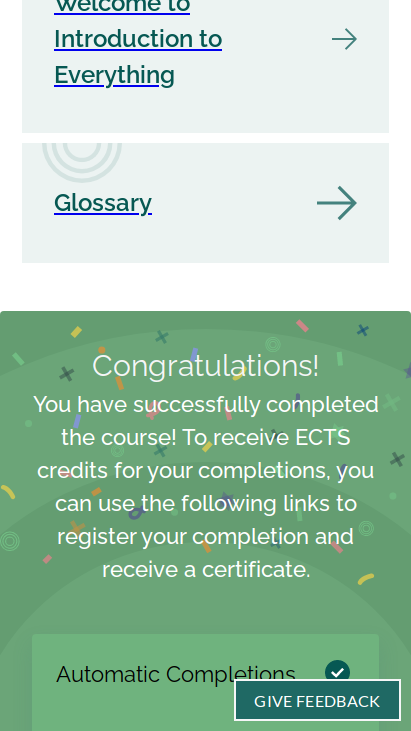 Welcome to
Introduction to
Everything
Glossary
Congratulations!
You have successfully completed
the course! To receive ECTS
credits for your completions, you
can use the following links to
register your completion and
receive a certificate.
Automatic Completions
GIVE FEEDBACK